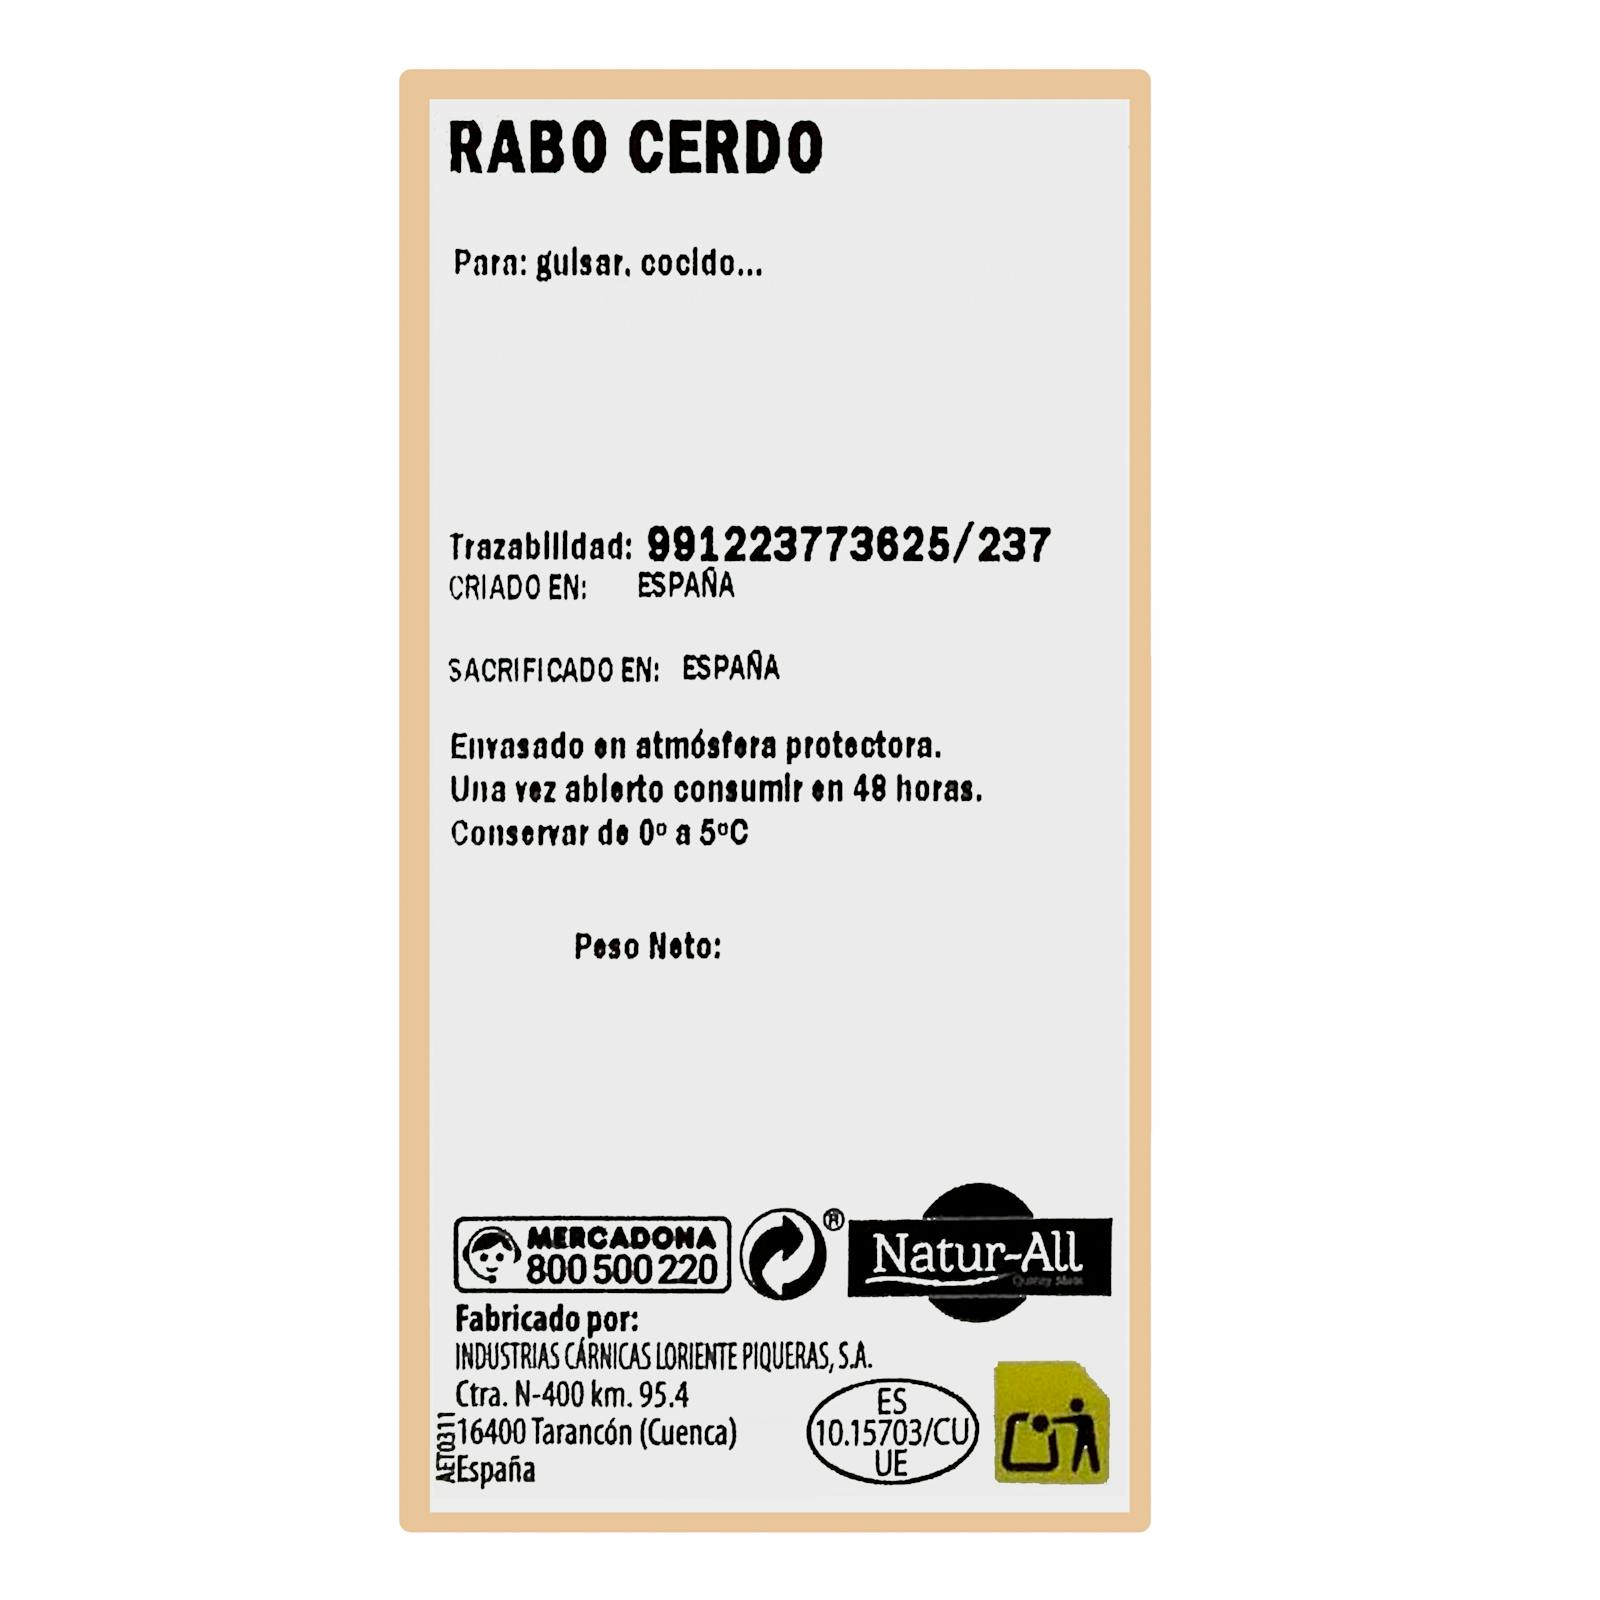 RABO CERDO
Para: guisar, cocido...
Trazabilidad: 991223773625/237
CRIADO EN: ESPAÑA
SACRIFICADO EN: ESPAÑA
Envasado en atmósfera protectora.
Una vez abierto consumir en 48 horas.
Conservar de 0º a 5ºC
Peso Neto:
MERCADONA
800 500 220
®
Natur-All
Fabricado por:
INDUSTRIAS CÁRNICAS LORIENTE PIQUERAS, S.A.
Ctra. N-400 km. 95.4
16400 Tarancón (Cuenca)
España
AET0311
ES
10.15703/CU
UE